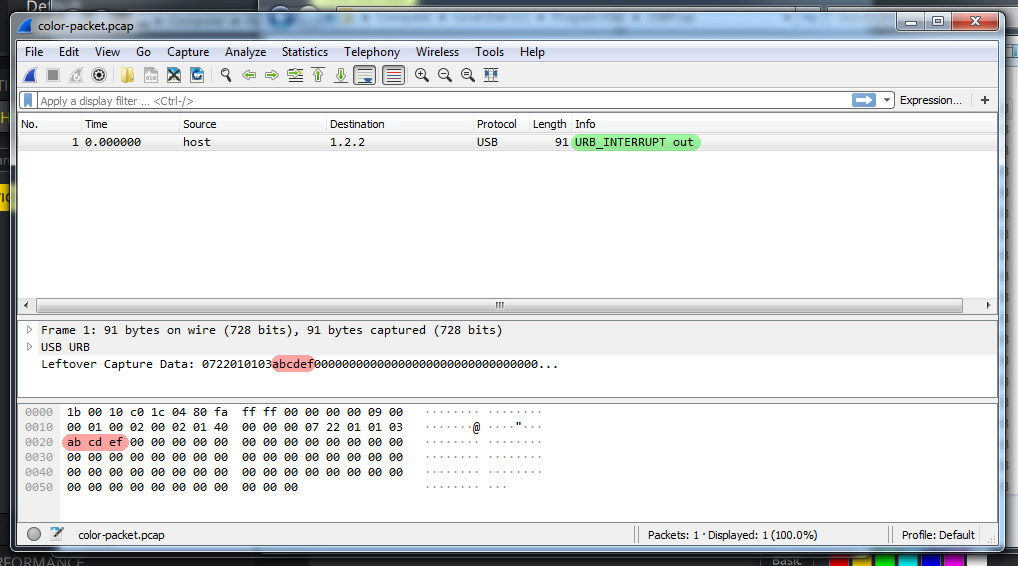 color-packet.pcap
File Edit View Go Capture Analyze Statistics Telephony Wireless Tools Help
Apply a display filter ... <Ctrl-/>
Expression... +
No. Time Source Destination Protocol Length Info
1 0.000000 host 1.2.2 USB 91 URB_INTERRUPT out
Frame 1: 91 bytes on wire (728 bits), 91 bytes captured (728 bits)
USB URB
Leftover Capture Data: 0722010103abcdef00000000000000000000000000000000...
0000 1b 00 10 c0 1c 04 80 fa ff ff 00 00 00 00 09 00 ········ ········
0010 00 01 00 02 00 02 01 40 00 00 00 07 22 01 01 03 ·······@ ····"···
0020 ab cd ef 00 00 00 00 00 00 00 00 00 00 00 00 00 ········ ········
0030 00 00 00 00 00 00 00 00 00 00 00 00 00 00 00 00 ········ ········
0040 00 00 00 00 00 00 00 00 00 00 00 00 00 00 00 00 ········ ········
0050 00 00 00 00 00 00 00 00 00 00 00 ········ ···
color-packet.pcap
Packets: 1 · Displayed: 1 (100.0%)
Profile: Default
Basic